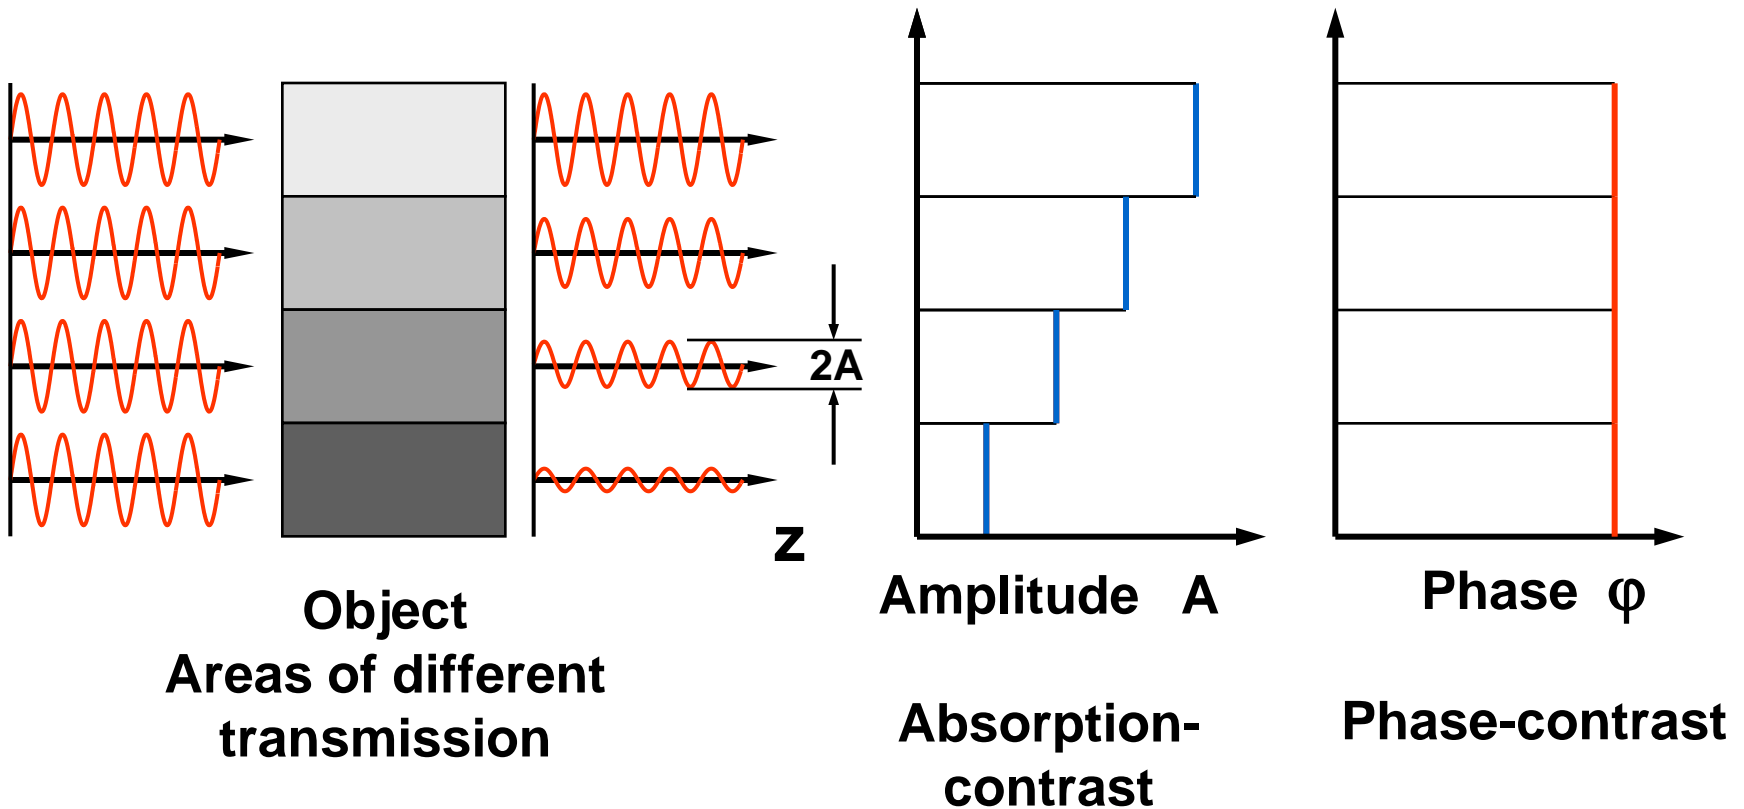 2A
z
Object
Areas of different
transmission
Amplitude A
Absorption-
contrast
Phase φ
Phase-contrast